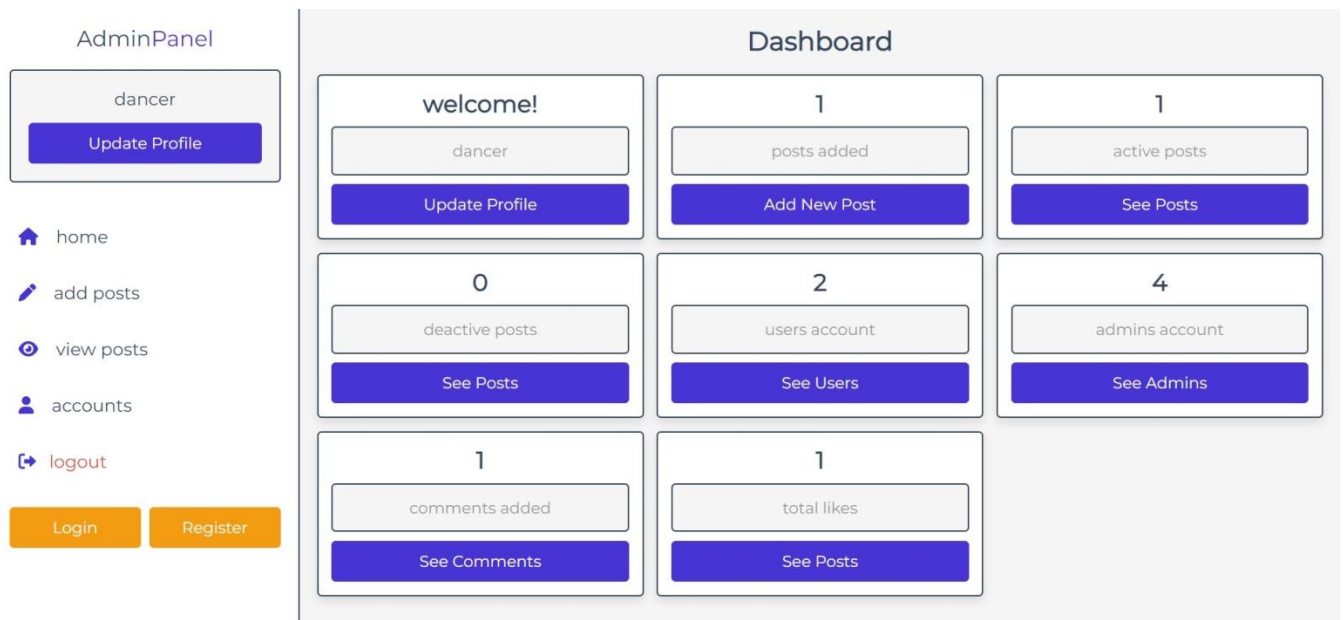 AdminPanel
dancer
Update Profile
home
add posts
view posts
accounts
logout
Login
Register
Dashboard
welcome!
dancer
Update Profile
1
posts added
Add New Post
1
active posts
See Posts
0
deactive posts
See Posts
2
users account
See Users
4
admins account
See Admins
1
comments added
See Comments
1
total likes
See Posts